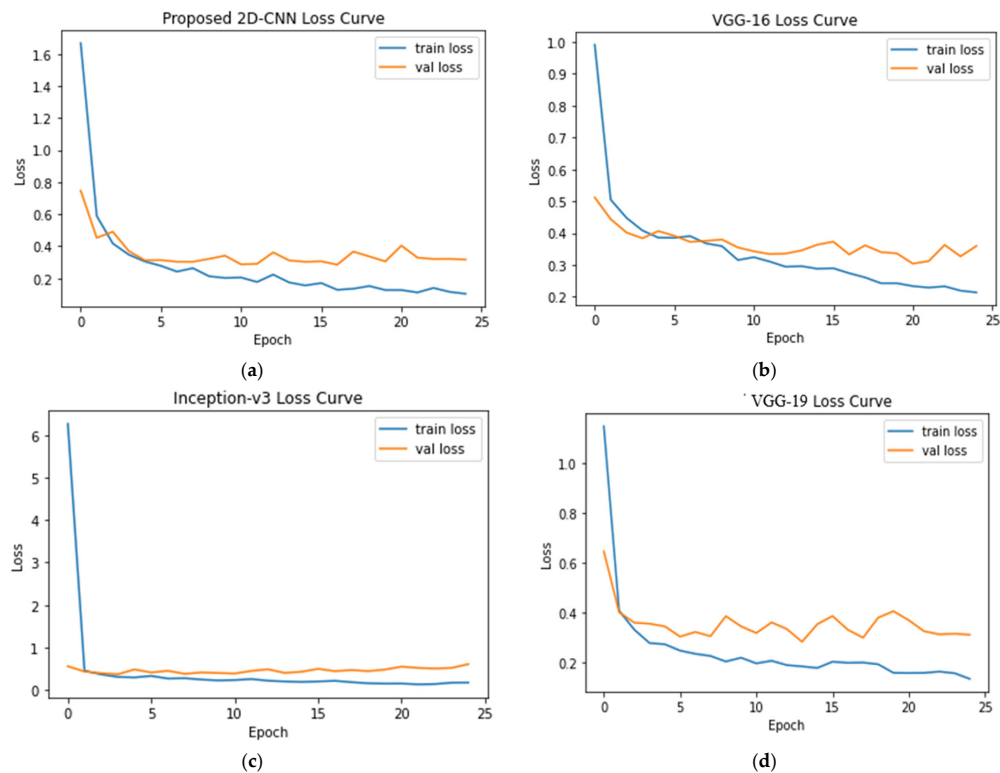 Proposed 2D-CNN Loss Curve
train loss
val loss
1.6
1.4
1.2
1.0
0.8
0.6
0.4
0.2
Loss
0 5 10 15 20 25
Epoch
(a)
VGG-16 Loss Curve
train loss
val loss
1.0
0.9
0.8
0.7
0.6
0.5
0.4
0.3
0.2
Loss
0 5 10 15 20 25
Epoch
(b)
Inception-v3 Loss Curve
train loss
val loss
6
5
4
3
2
1
0
Loss
0 5 10 15 20 25
Epoch
(c)
VGG-19 Loss Curve
train loss
val loss
1.0
0.8
0.6
0.4
0.2
Loss
0 5 10 15 20 25
Epoch
(d)